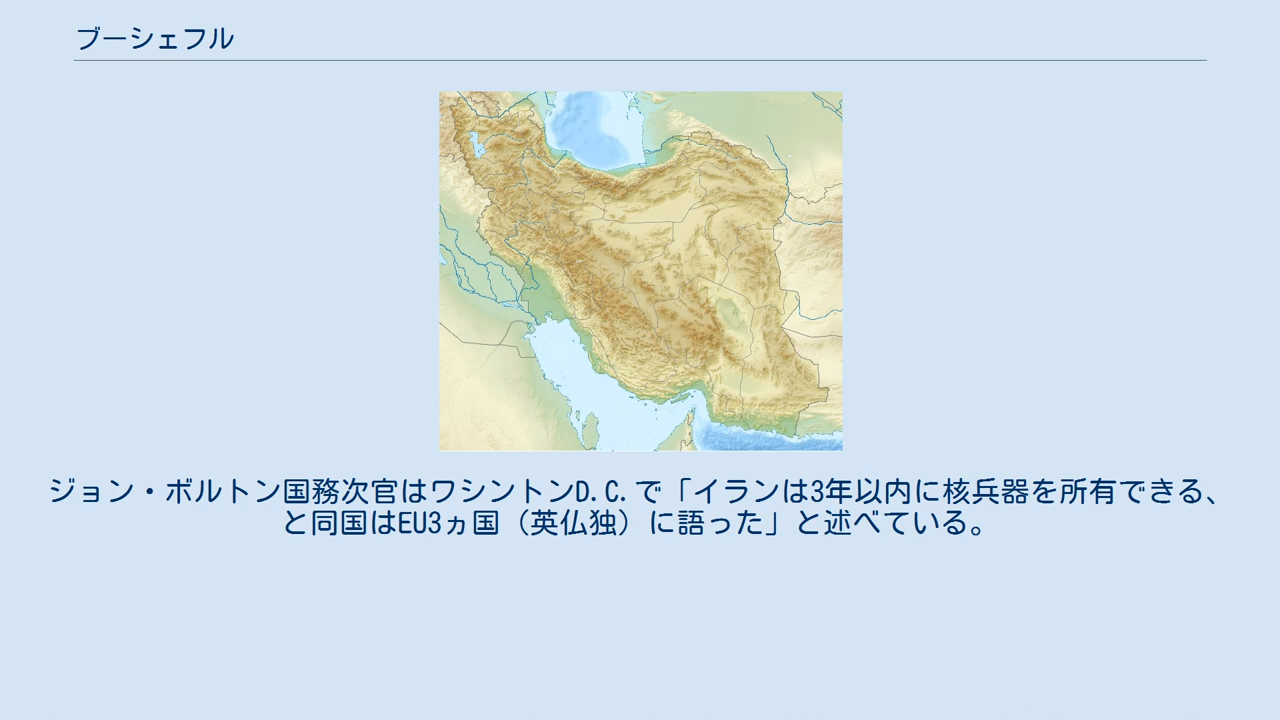 ブーシェフル
ジョン・ボルトン国務次官はワシントンD.C.で「イランは3年以内に核兵器を所有できる、
と同国はEU3ヵ国（英仏独）に語った」と述べている。